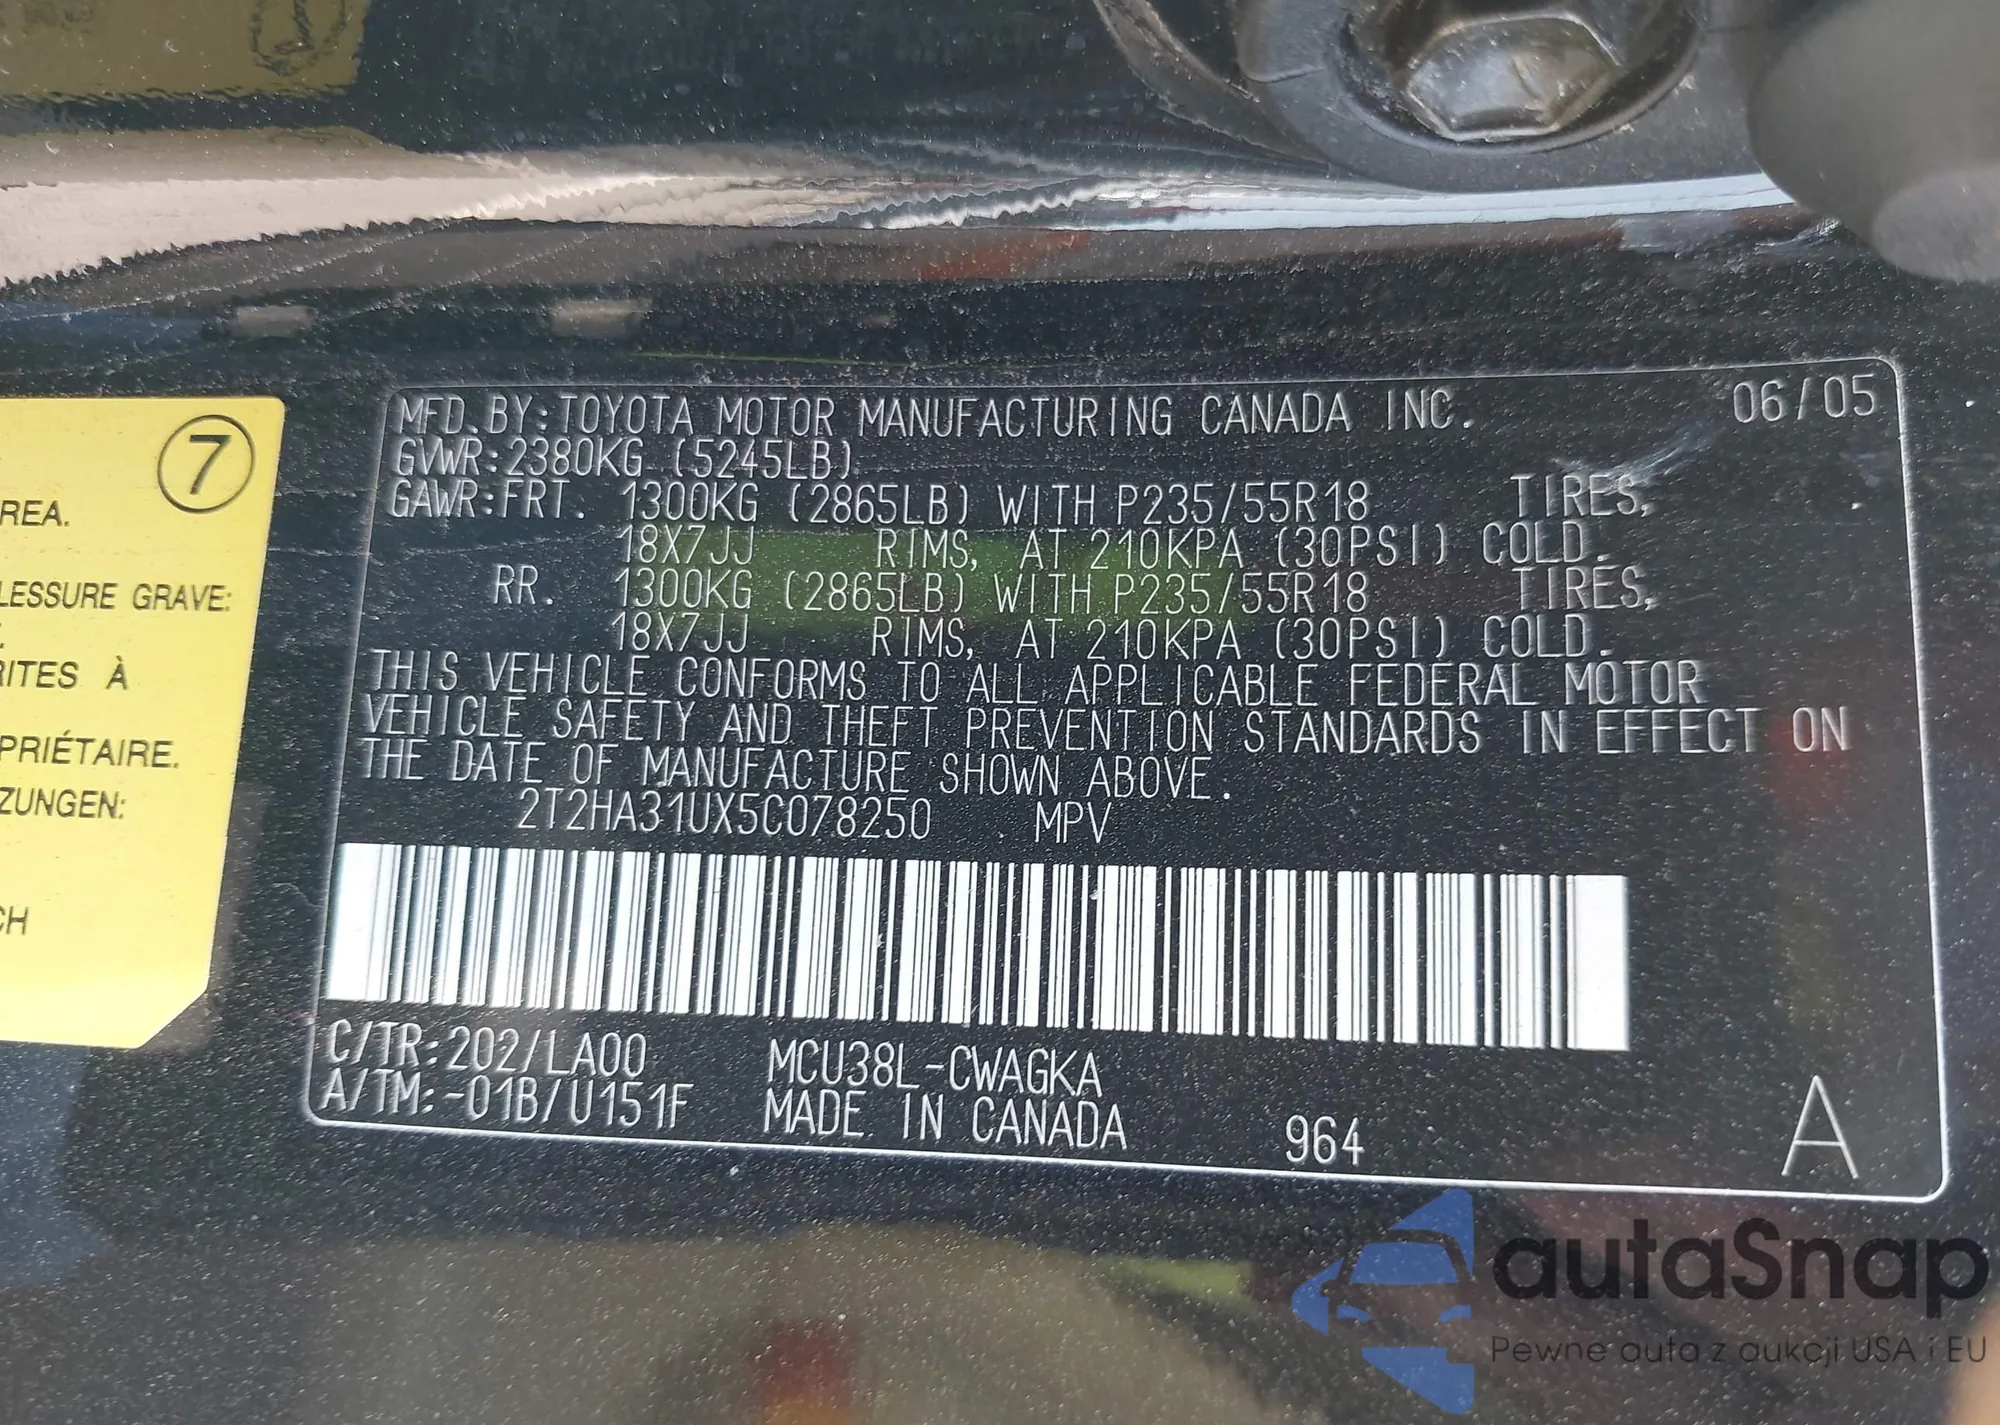 7
REA.
LESSURE GRAVE:
RITES À
PRIÉTAIRE.
ZUNGEN:
CH
MFD. BY: TOYOTA MOTOR MANUFACTURING CANADA INC. 06/05
GVWR: 2380KG (5245LB)
GAWR: FRT. 1300KG (2865LB) WITH P235/55R18 TIRES,
18X7JJ RIMS, AT 210KPA (30PSI) COLD.
RR. 1300KG (2865LB) WITH P235/55R18 TIRES,
18X7JJ RIMS, AT 210KPA (30PSI) COLD.
THIS VEHICLE CONFORMS TO ALL APPLICABLE FEDERAL MOTOR
VEHICLE SAFETY AND THEFT PREVENTION STANDARDS IN EFFECT ON
THE DATE OF MANUFACTURE SHOWN ABOVE.
2T2HA31UX5C078250 MPV
C/TR: 202/LA00 MCU38L-CWAGKA
A/TM: -01B/U151F MADE IN CANADA 964 A
autaSnap
Pewne auta z aukcji USA i EU